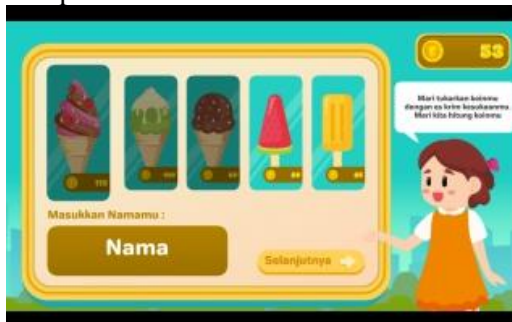 53
Mari tukarkan koinmu
dengan es krim kesukaanmu.
Mari kita hitung koinmu
Masukkan Namamu :
Nama
Selanjutnya